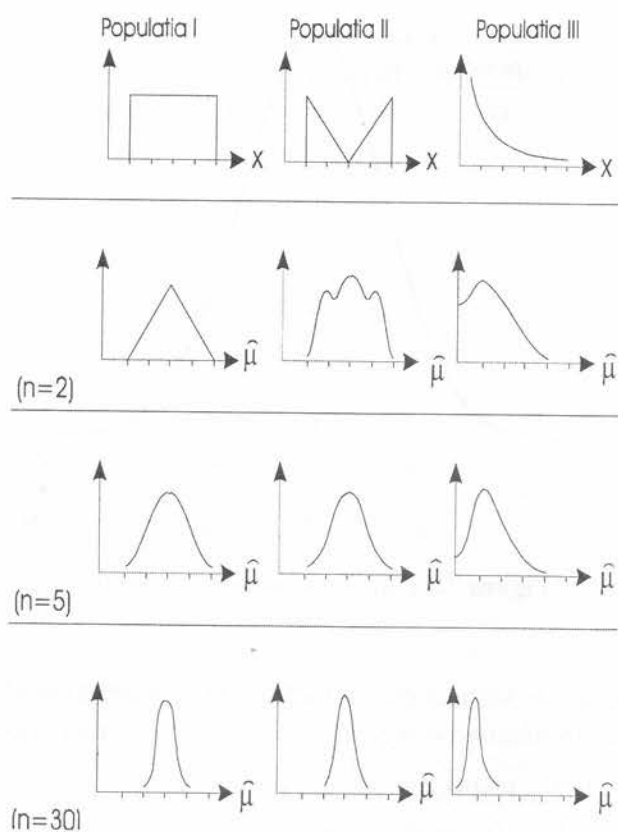 Populatia I Populatia II Populatia III
X X X
μ̂ μ̂ μ̂
(n=2)
μ̂ μ̂ μ̂
(n=5)
μ̂ μ̂ μ̂
(n=30)